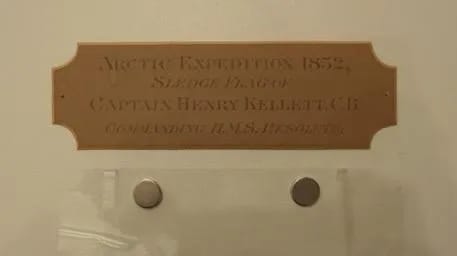 ARCTIC EXPEDITION 1852,
SLEDGE FLAG OF
CAPTAIN HENRY KELLETT, C.B.
COMMANDING H.M.S. RESOLUTE,